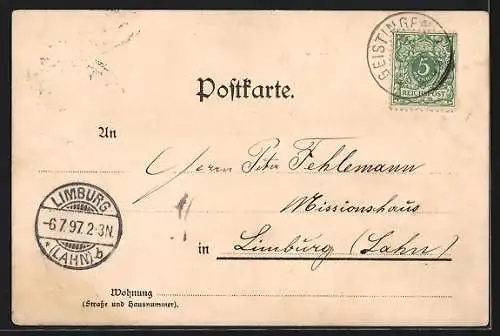 GEISTINGEN
5
REICHSPOST
Postkarte.
An
Herrn Peter Fehlemann
Missionshaus
in Limburg (Lahn)
LIMBURG
-6 7.97. 2-3N.
* (LAHN) b
Wohnung
(Straße und Hausnummer).